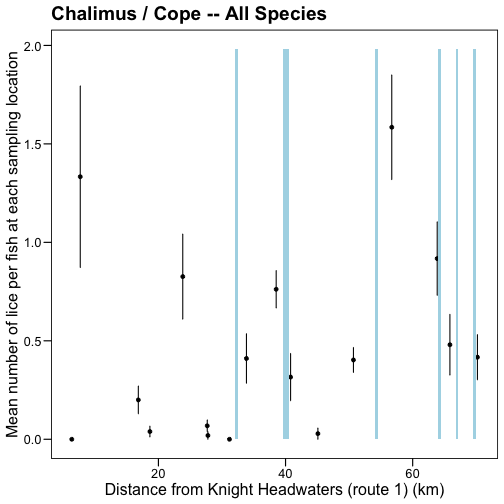 Chalimus / Cope -- All Species
Mean number of lice per fish at each sampling location
2.0
1.5
1.0
0.5
0.0
20
40
60
Distance from Knight Headwaters (route 1) (km)